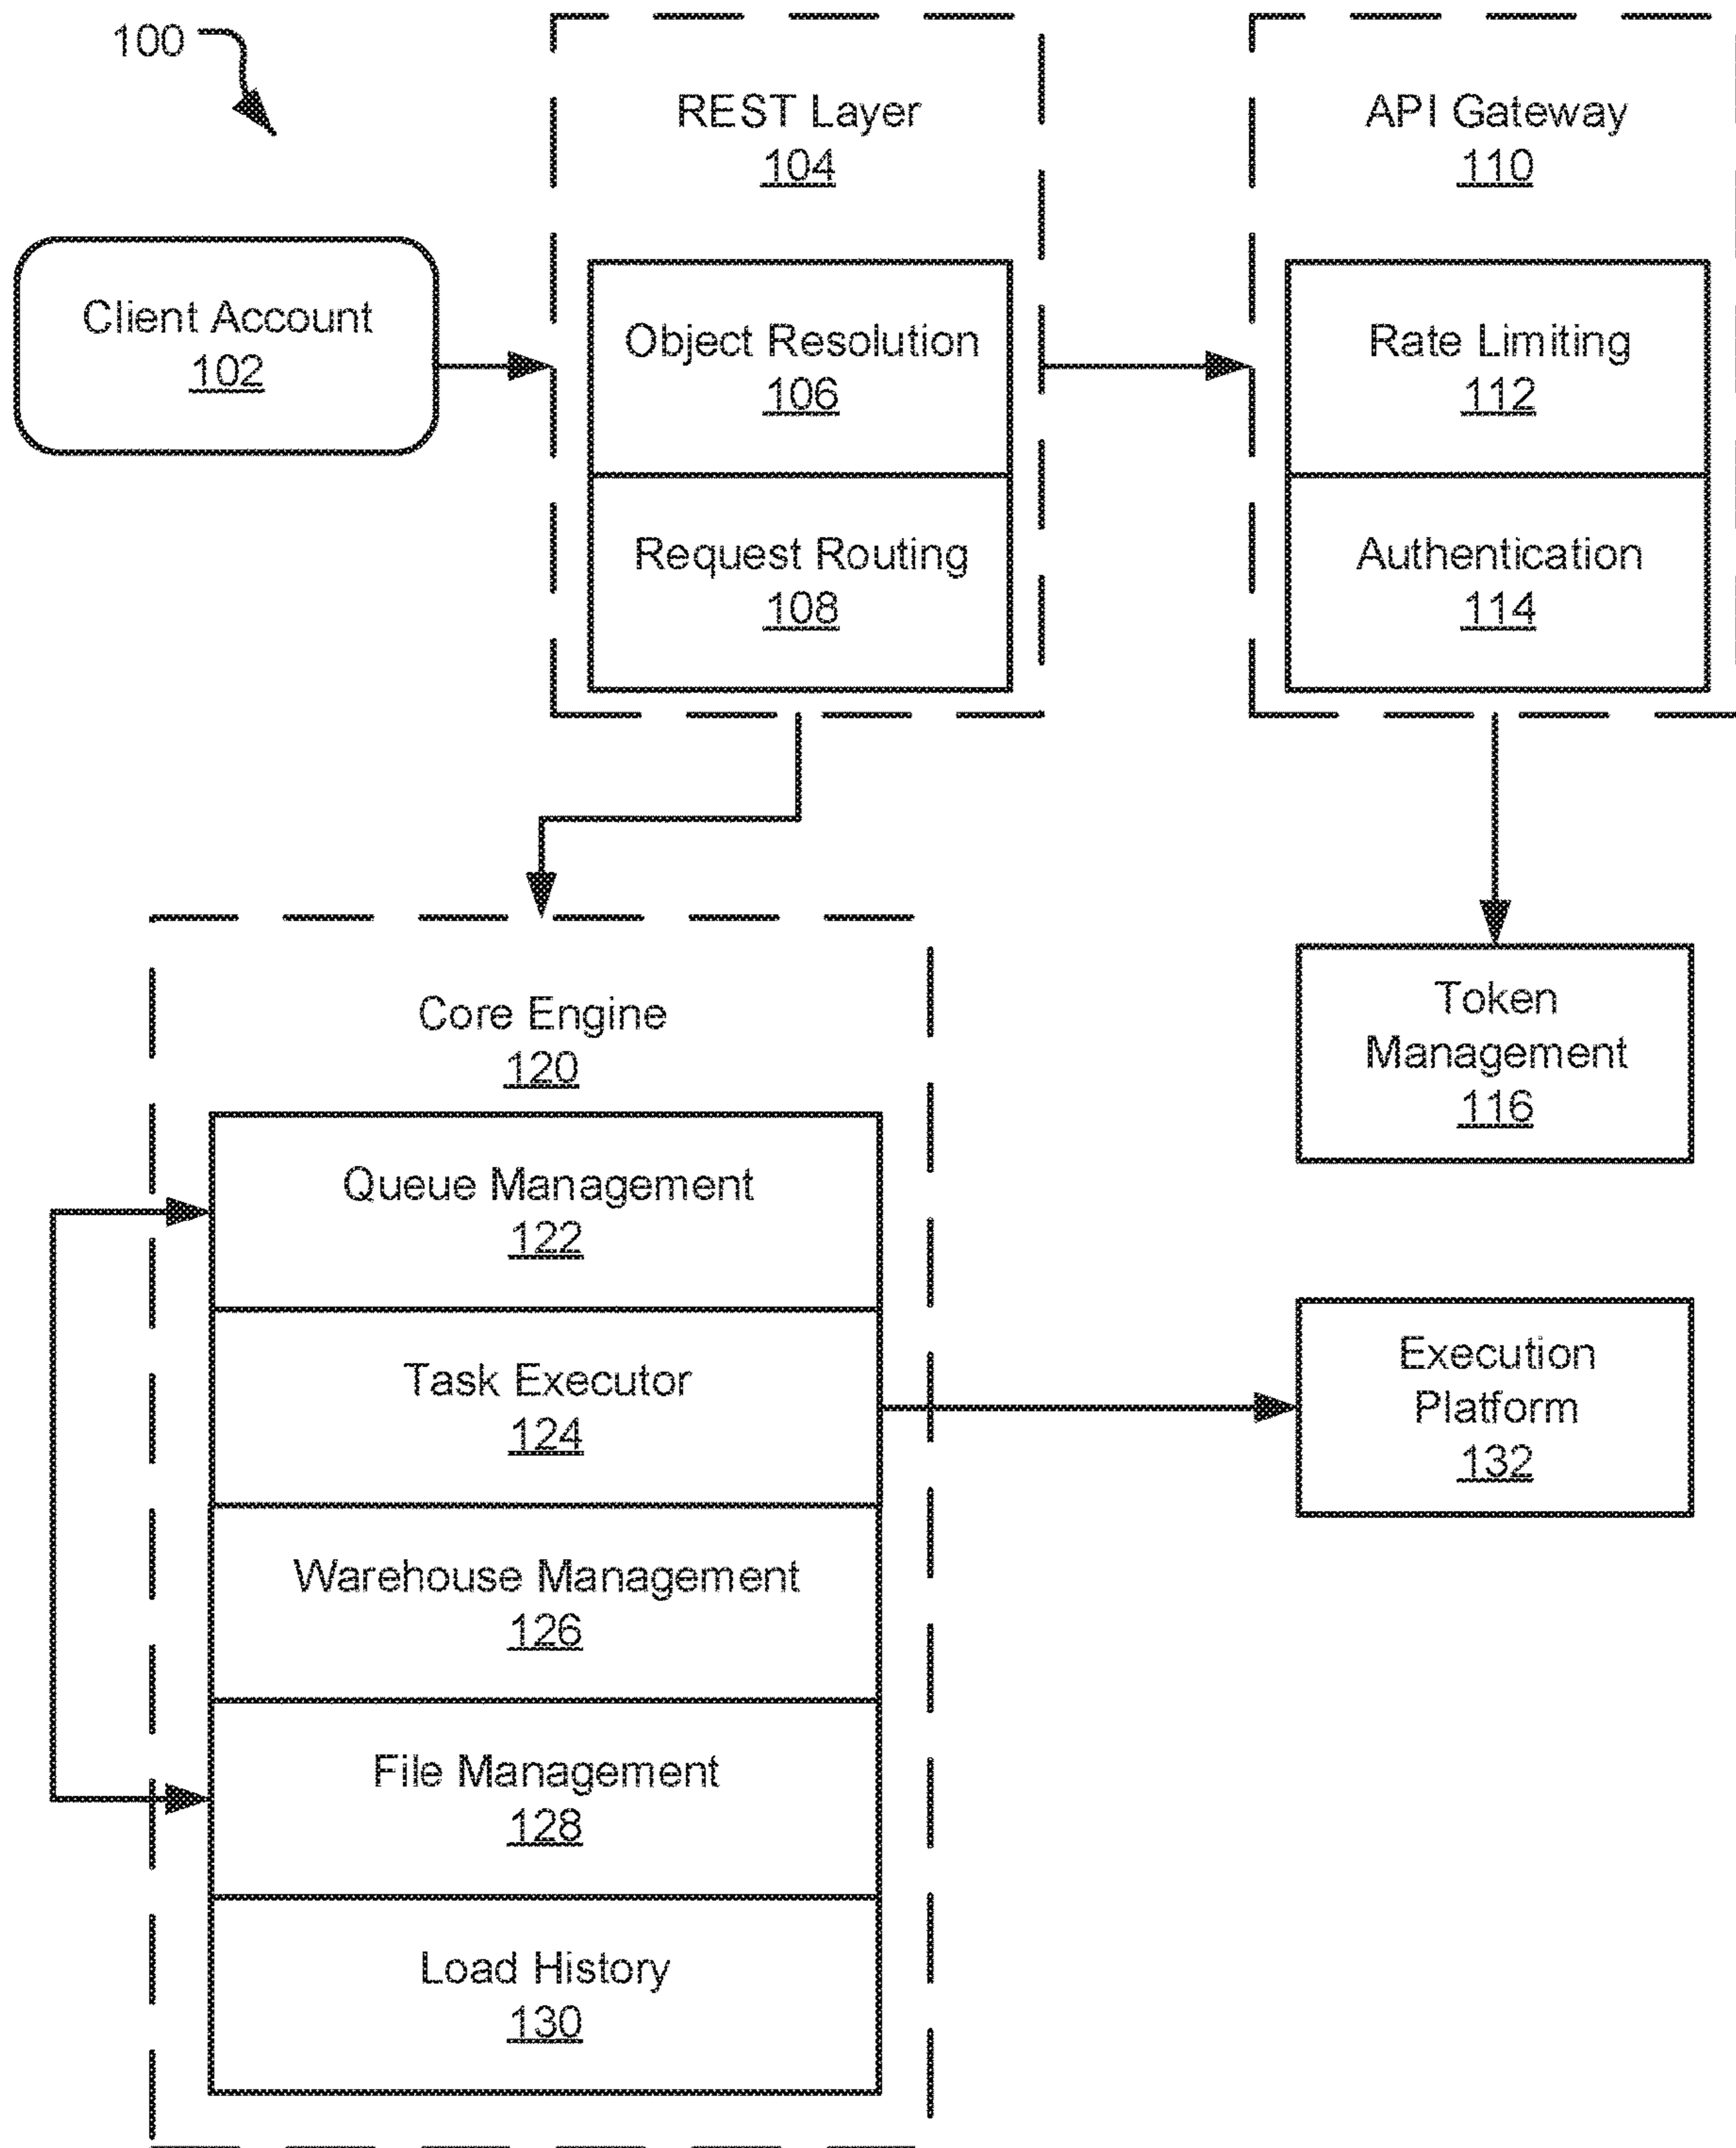 100
REST Layer
104
API Gateway
110
Client Account
102
Object Resolution
106
Rate Limiting
112
Request Routing
108
Authentication
114
Core Engine
120
Token
Management
116
Queue Management
122
Task Executor
124
Execution
Platform
132
Warehouse Management
126
File Management
128
Load History
130